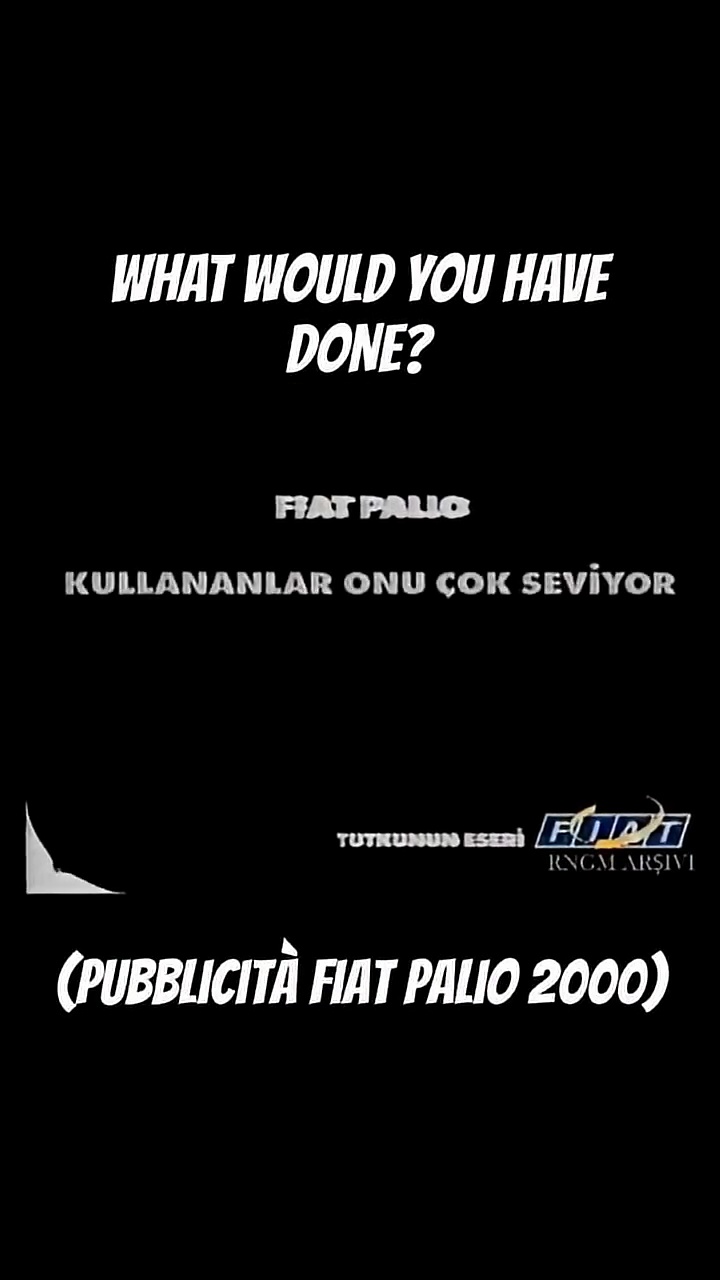 WHAT WOULD YOU HAVE
DONE?
FIAT PALIO
KULLANANLAR ONU ÇOK SEVİYOR
TUTKUNUN ESERİ
FIAT
RNGM ARŞIVI
(PUBBLICITÀ FIAT PALIO 2000)